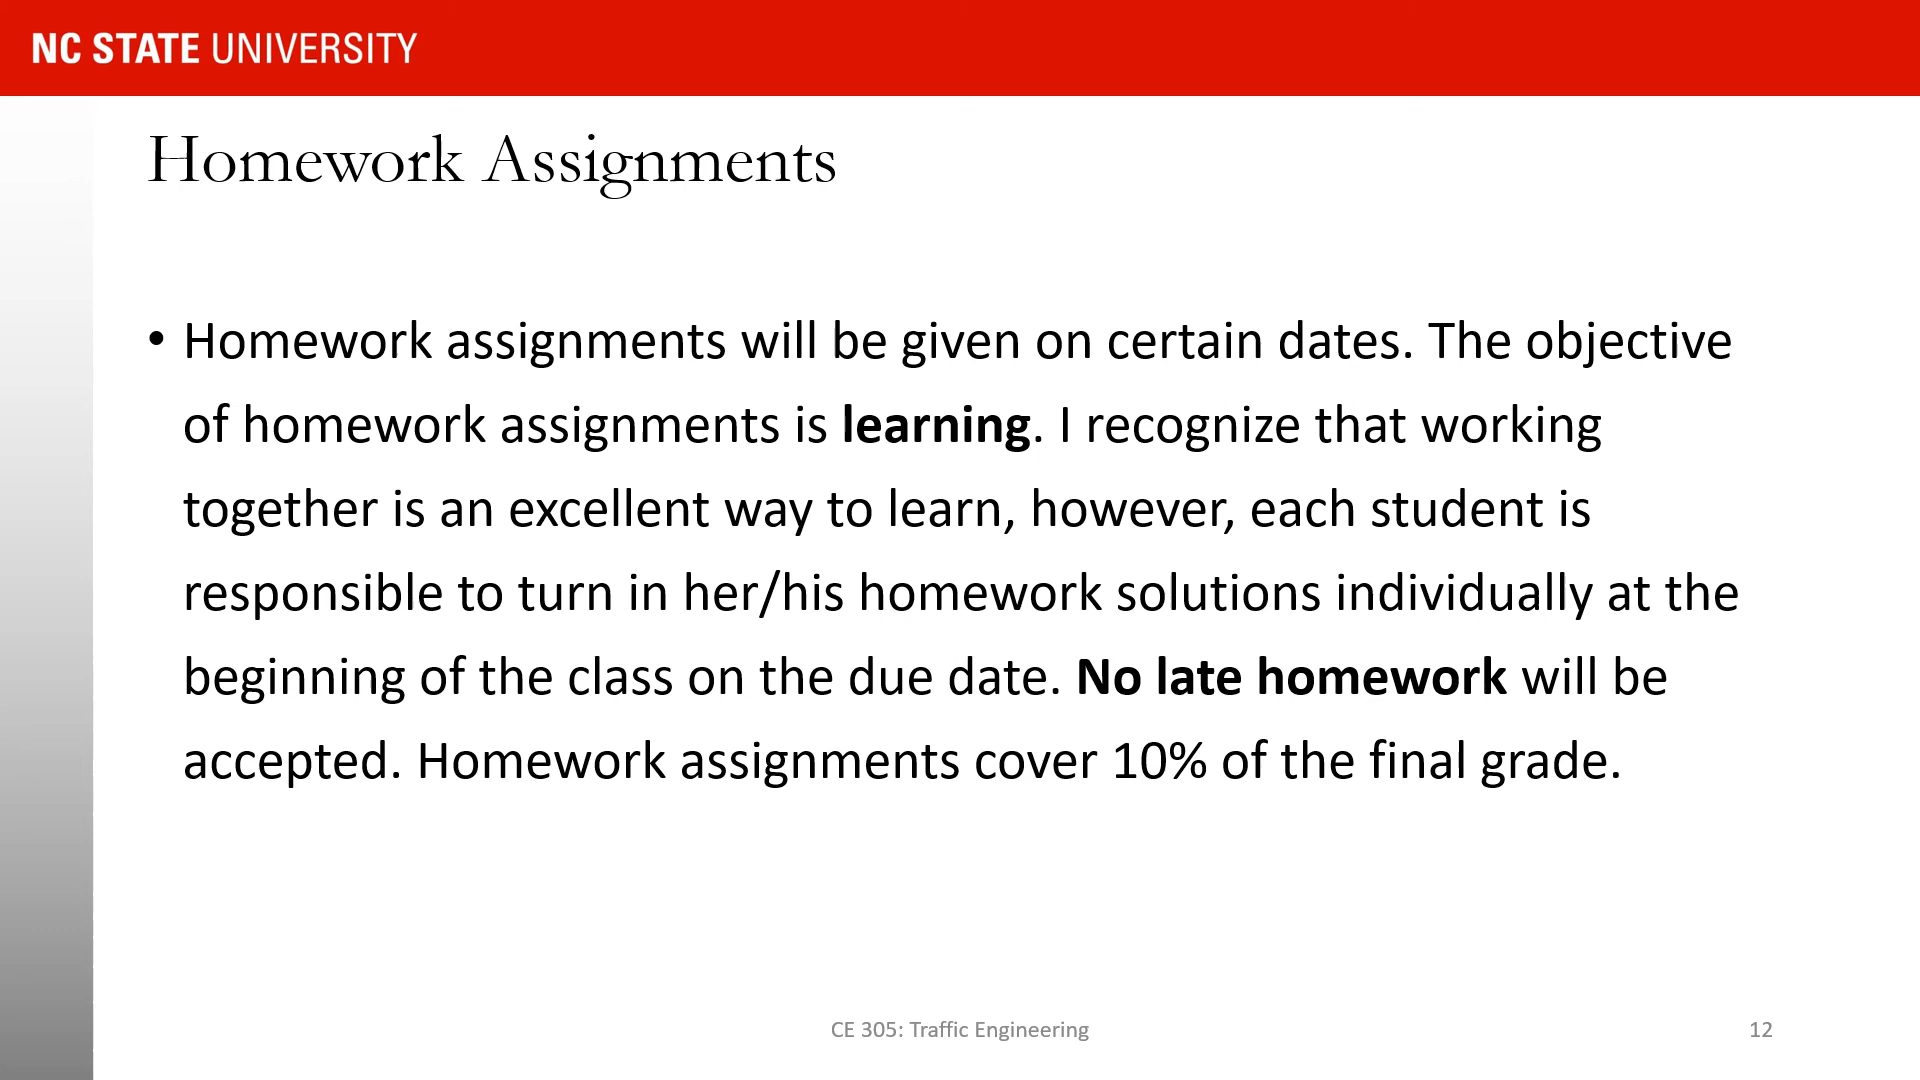 NC STATE UNIVERSITY
Homework Assignments
• Homework assignments will be given on certain dates. The objective
of homework assignments is learning. I recognize that working
together is an excellent way to learn, however, each student is
responsible to turn in her/his homework solutions individually at the
beginning of the class on the due date. No late homework will be
accepted. Homework assignments cover 10% of the final grade.
CE 305: Traffic Engineering
12